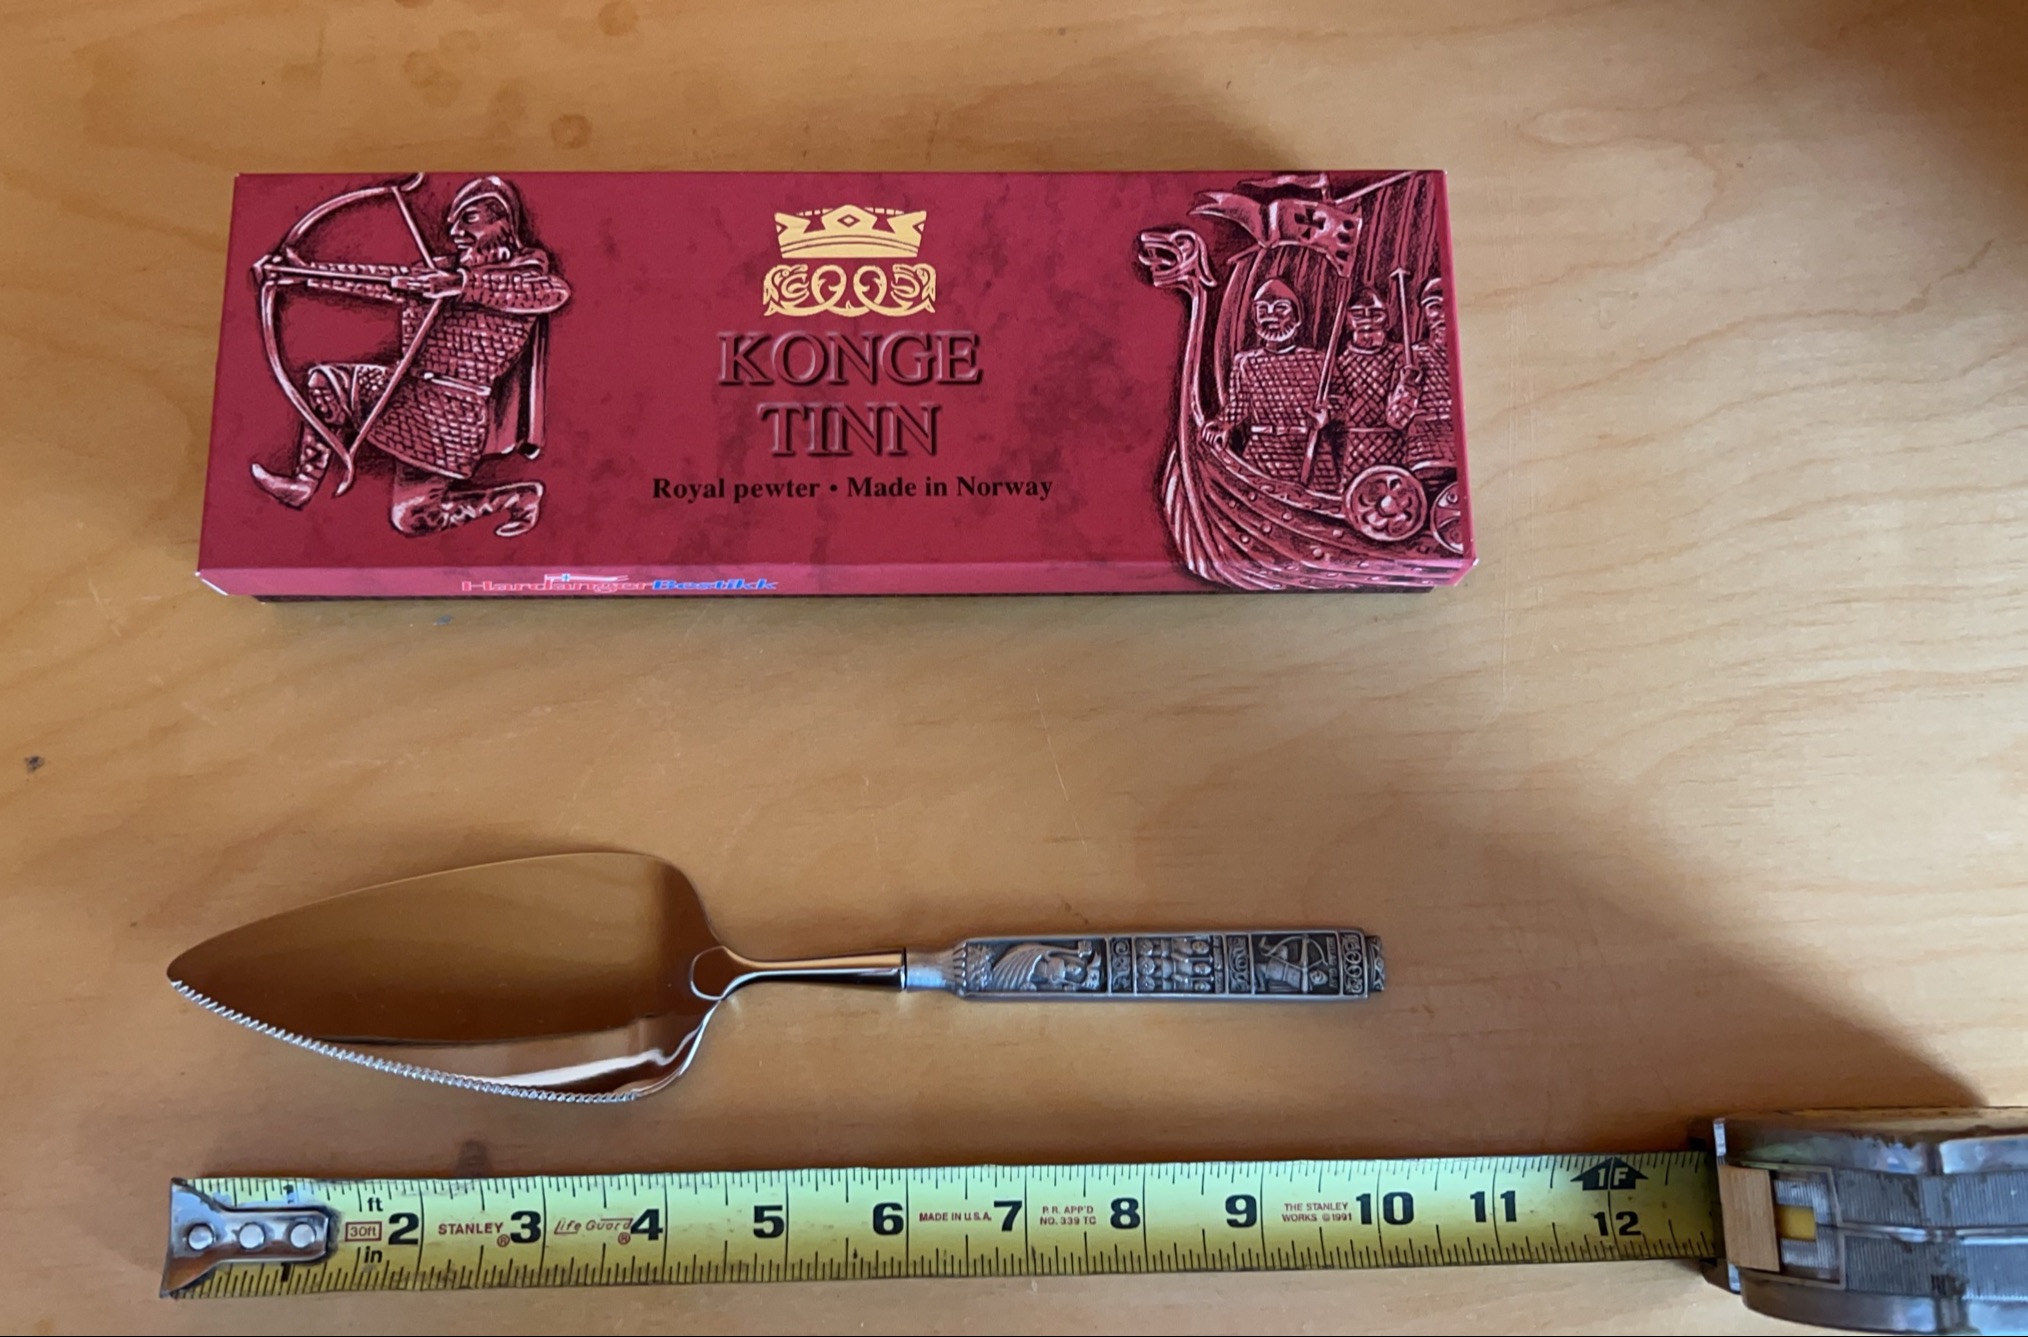 KONGE
TINN
Royal pewter • Made in Norway
HardangerBestikk
ft
30ft
in
2
STANLEY®
3
Life Guard®
4
5
6
MADE IN U.S.A.
7
P. R. APP'D
NO. 339 TC
8
9
THE STANLEY
WORKS ©1991
10
11
1F
12